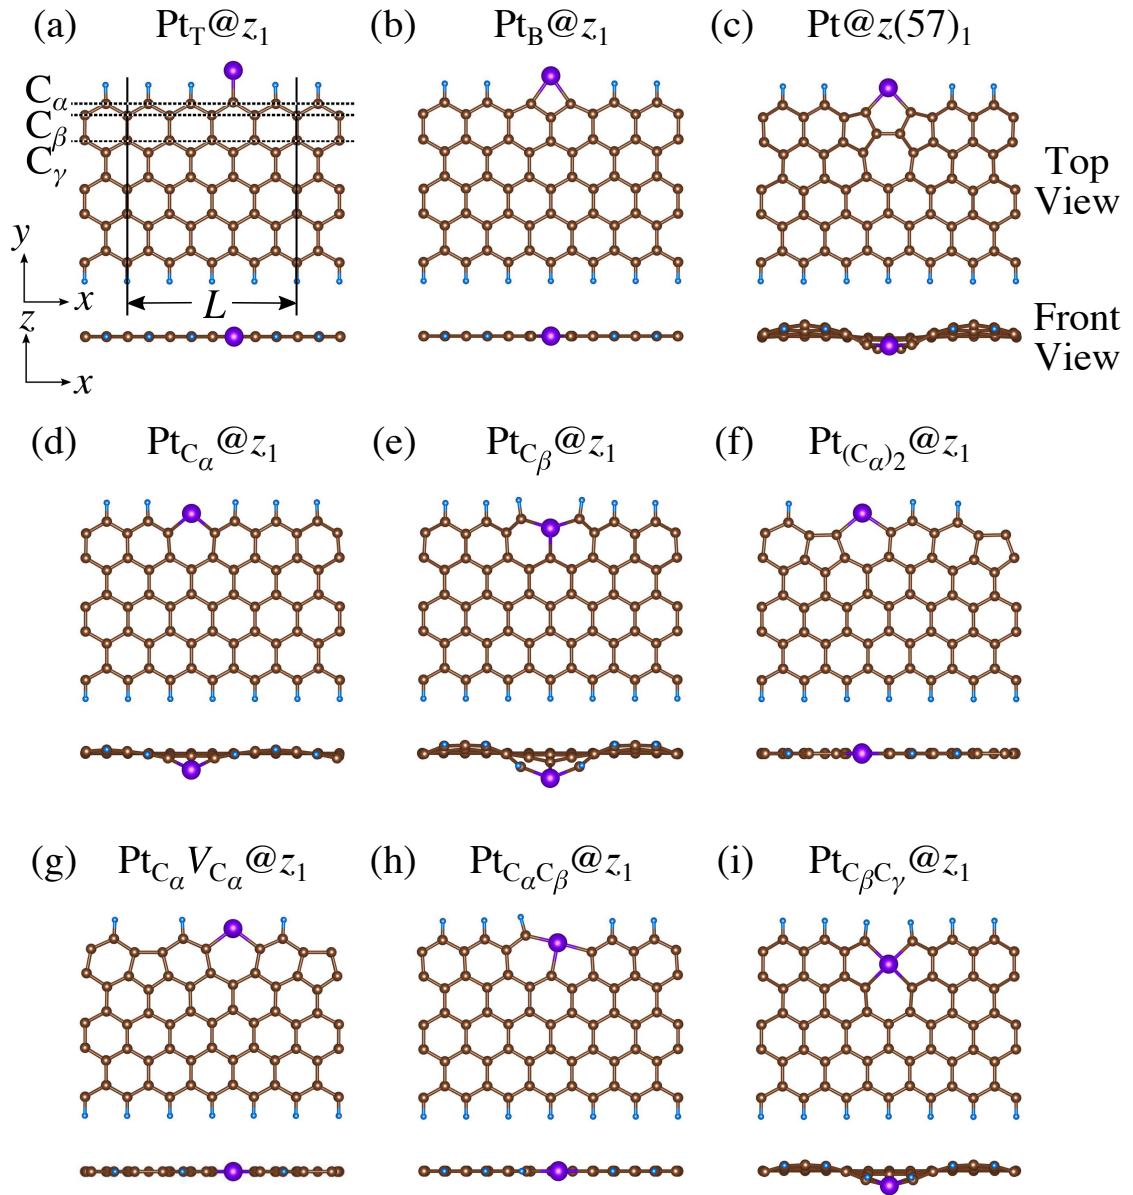 (a) Pt_T@z_1
(b) Pt_B@z_1
(c) Pt@z(57)_1
C_α
C_β
C_γ
Top
View
y
x
L
z
x
Front
View
(d) Pt_{C_α}@z_1
(e) Pt_{C_β}@z_1
(f) Pt_{(C_α)_2}@z_1
(g) Pt_{C_α}V_{C_α}@z_1
(h) Pt_{C_αC_β}@z_1
(i) Pt_{C_βC_γ}@z_1